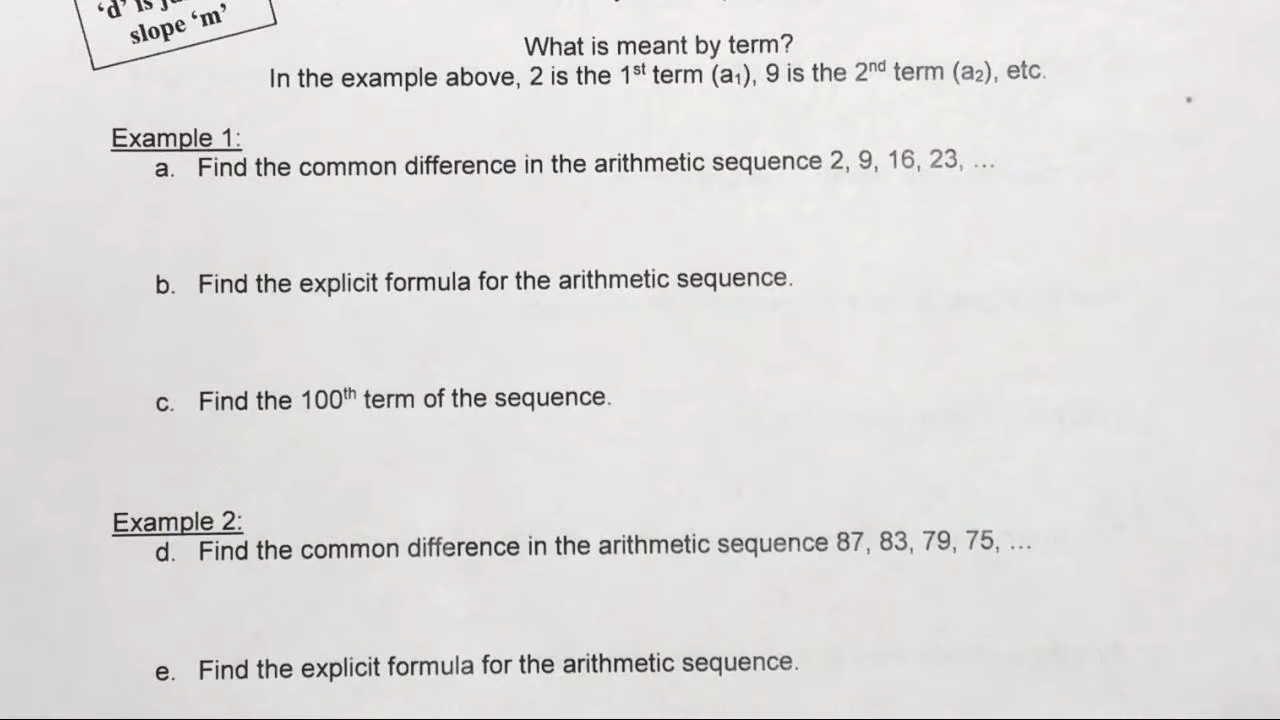 ‘d’ is
slope ‘m’
What is meant by term?
In the example above, 2 is the 1st term (a₁), 9 is the 2nd term (a₂), etc.
Example 1:
a. Find the common difference in the arithmetic sequence 2, 9, 16, 23, ...
b. Find the explicit formula for the arithmetic sequence.
c. Find the 100th term of the sequence.
Example 2:
d. Find the common difference in the arithmetic sequence 87, 83, 79, 75, ...
e. Find the explicit formula for the arithmetic sequence.